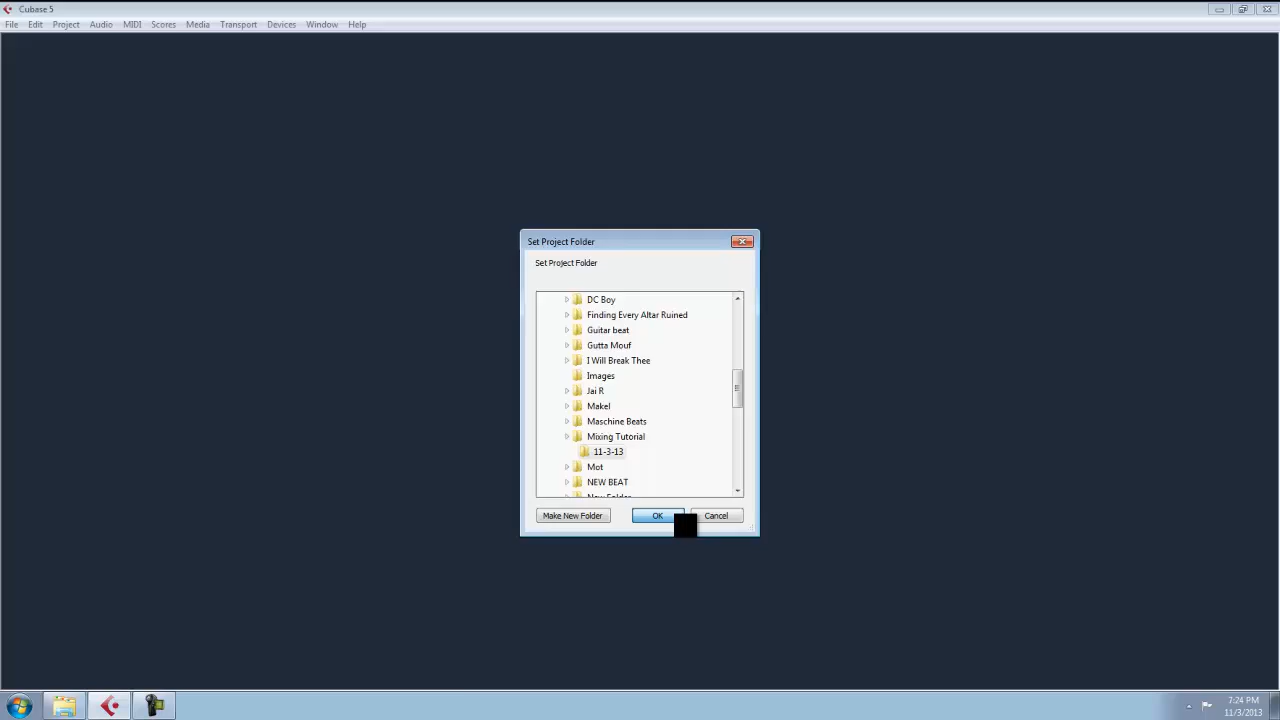 Cubase 5
File Edit Project Audio MIDI Scores Media Transport Devices Window Help
Set Project Folder
Set Project Folder
DC Boy
Finding Every Altar Ruined
Guitar beat
Gutta Mouf
I Will Break Thee
Images
Jai R
Makel
Maschine Beats
Mixing Tutorial
11-3-13
Mot
NEW BEAT
New Folder
Make New Folder OK Cancel
7:24 PM
11/3/2013